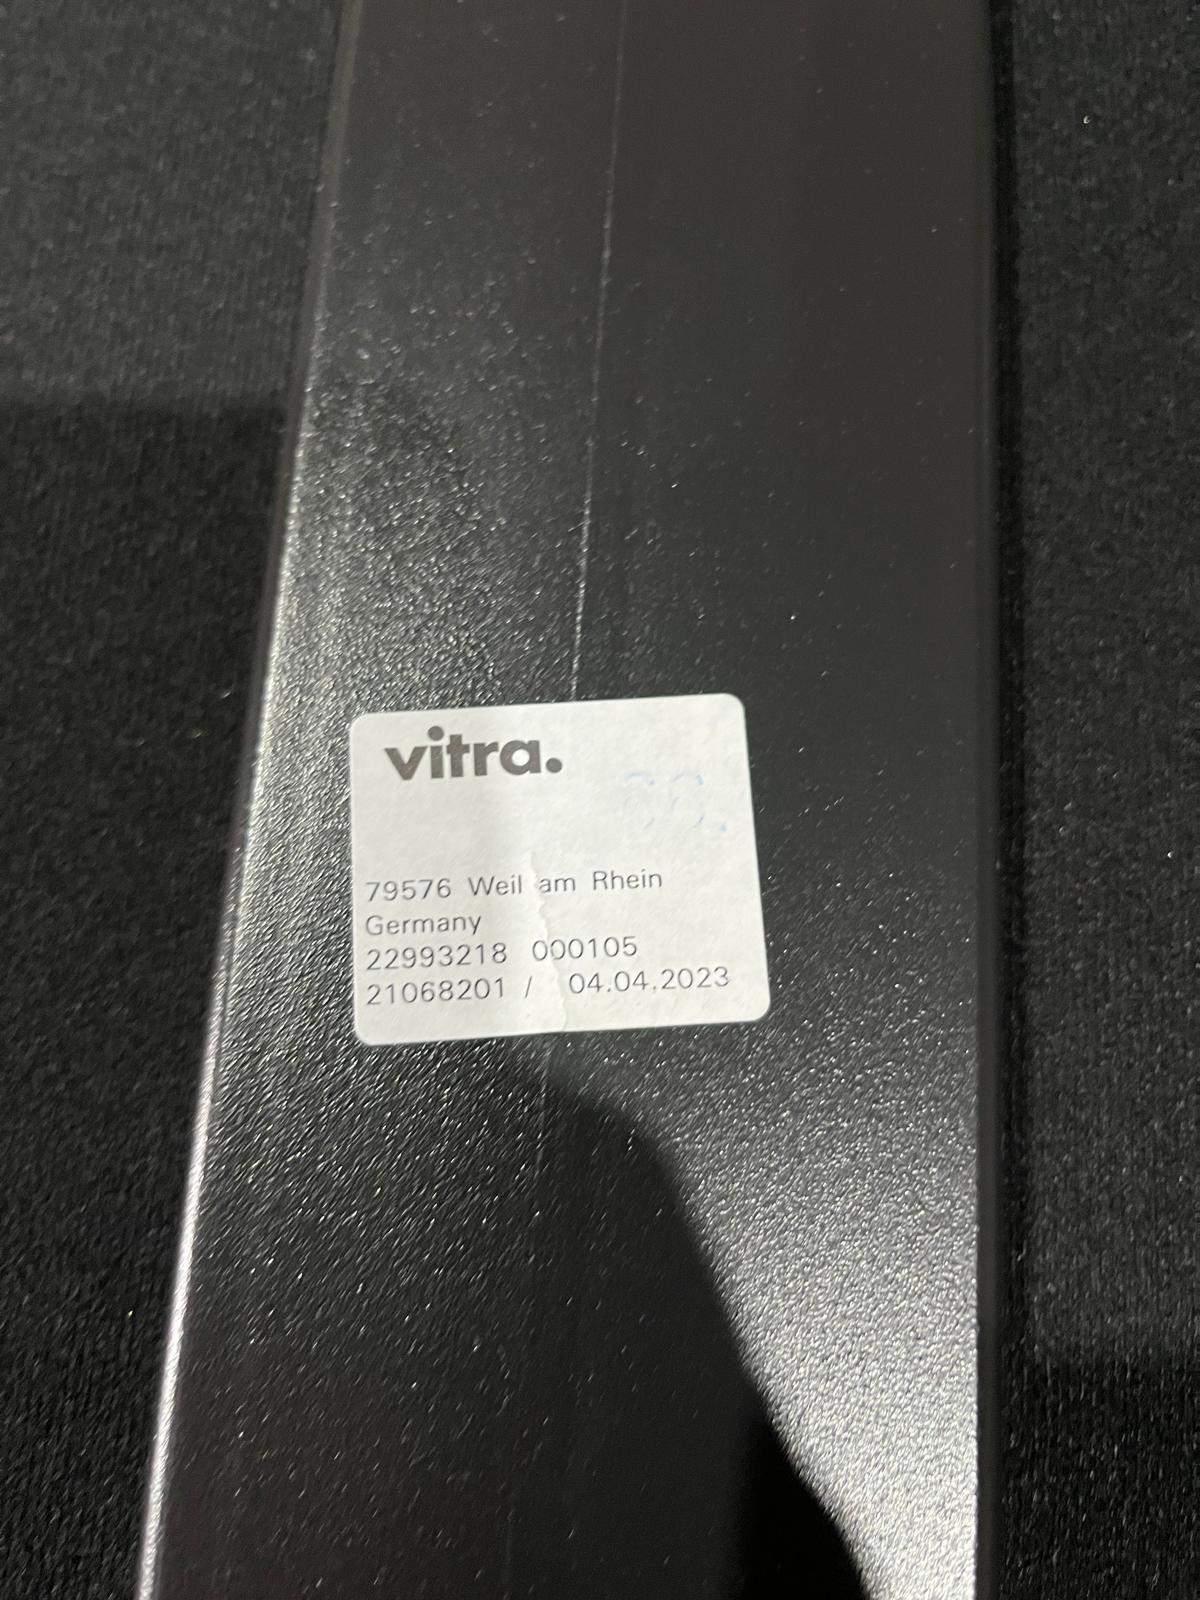 vitra.
79576 Weil am Rhein
Germany
22993218 000105
21068201 / 04.04.2023